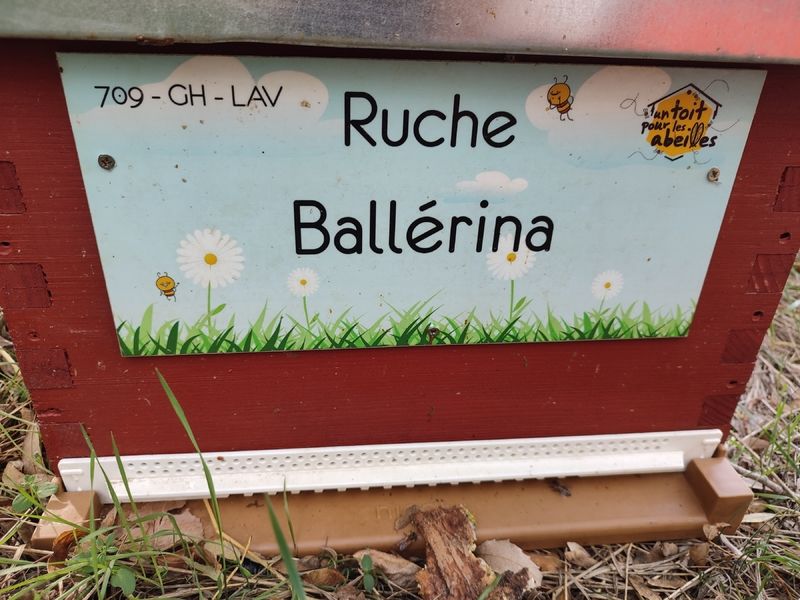 709 - GH - LAV
Ruche
Ballérina
un toit
pour les
abeilles